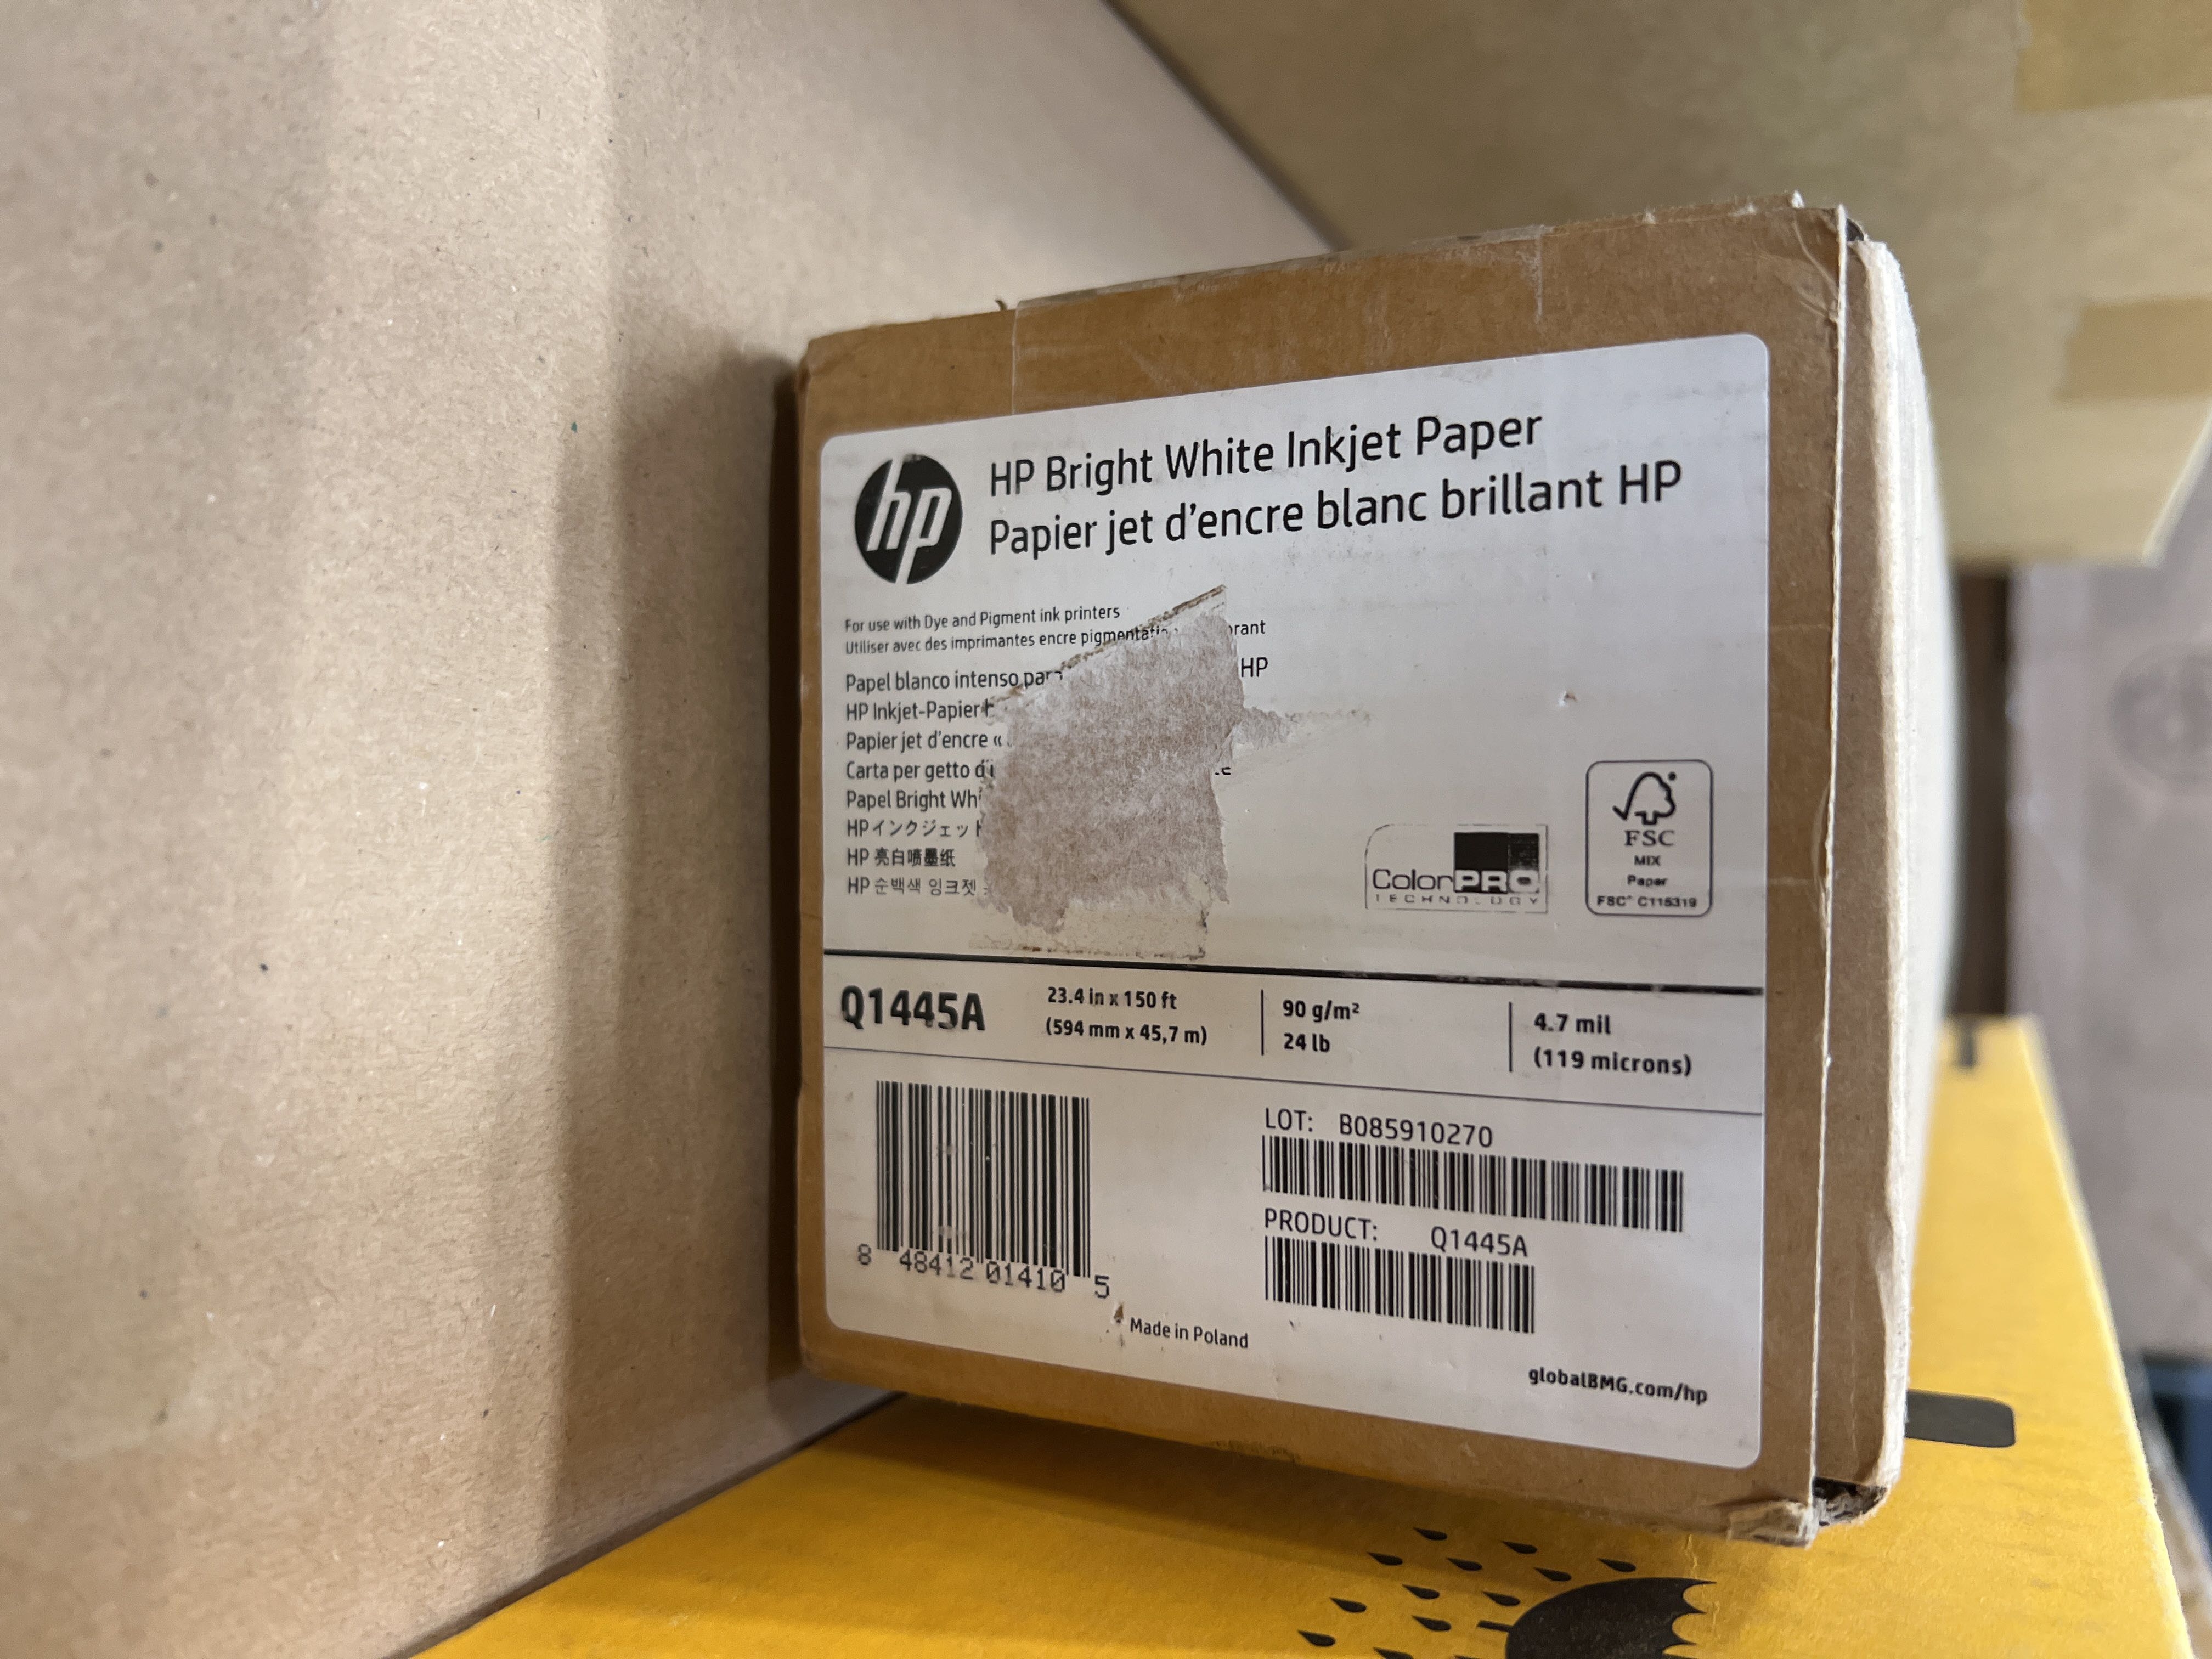 hp
HP Bright White Inkjet Paper
Papier jet d'encre blanc brillant HP
For use with Dye and Pigment ink printers
Utiliser avec des imprimantes encre
Papel blanco intenso HP
HP Inkjet-Papier
Papier jet d'encre «
Carta per getto
Papel Bright
HPインクジェット
HP 亮白喷墨纸
HP 순백색 잉크젯
ColorPRO
TECHNOLOGY
FSC
MIX
Paper
FSC® C115319
Q1445A
23.4 in x 150 ft
(594 mm x 45,7 m)
90 g/m²
24 lb
4.7 mil
(119 microns)
8 48412 01410 5
LOT: B085910270
PRODUCT: Q1445A
Made in Poland
globalBMG.com/hp